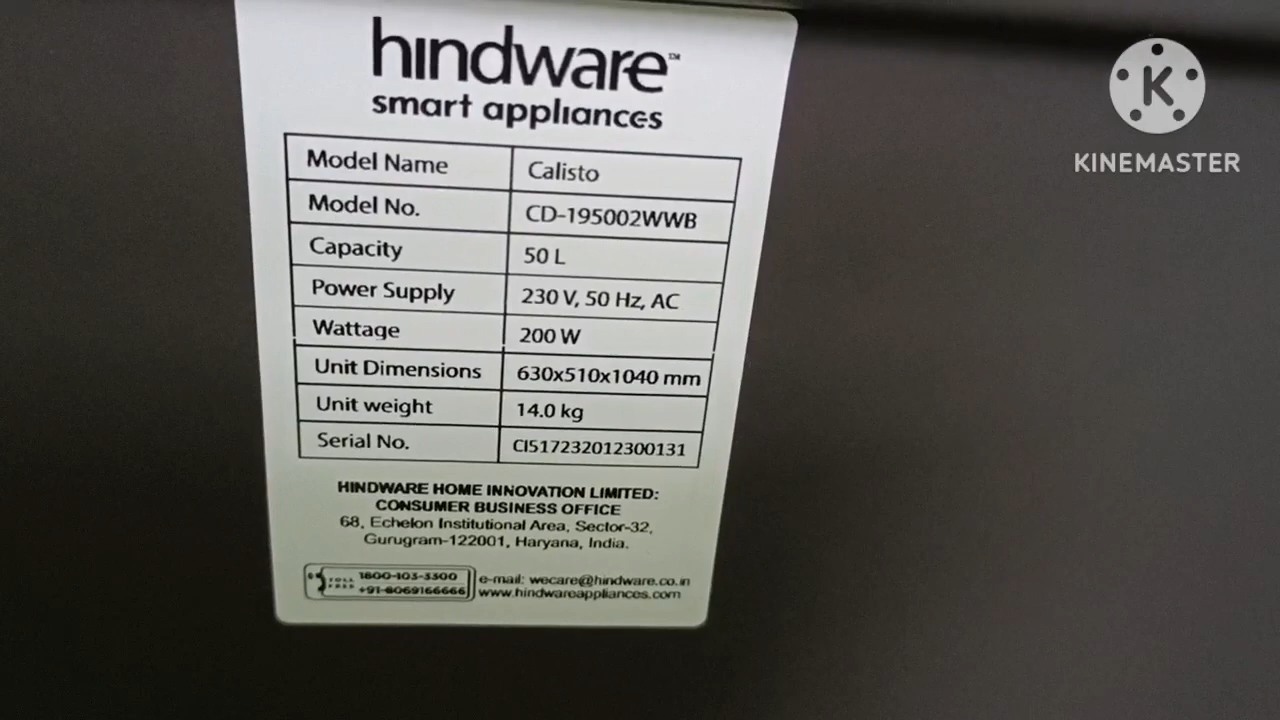 hindware™
smart appliances
Model Name Calisto
Model No. CD-195002WWB
Capacity 50 L
Power Supply 230 V, 50 Hz, AC
Wattage 200 W
Unit Dimensions 630x510x1040 mm
Unit weight 14.0 kg
Serial No. CI517232012300131
HINDWARE HOME INNOVATION LIMITED:
CONSUMER BUSINESS OFFICE
68, Echelon Institutional Area, Sector-32,
Gurugram-122001, Haryana, India.
TOLL FREE 1800-103-3300
+91-8069166666
e-mail: wecare@hindware.co.in
www.hindwareappliances.com
K
KINEMASTER